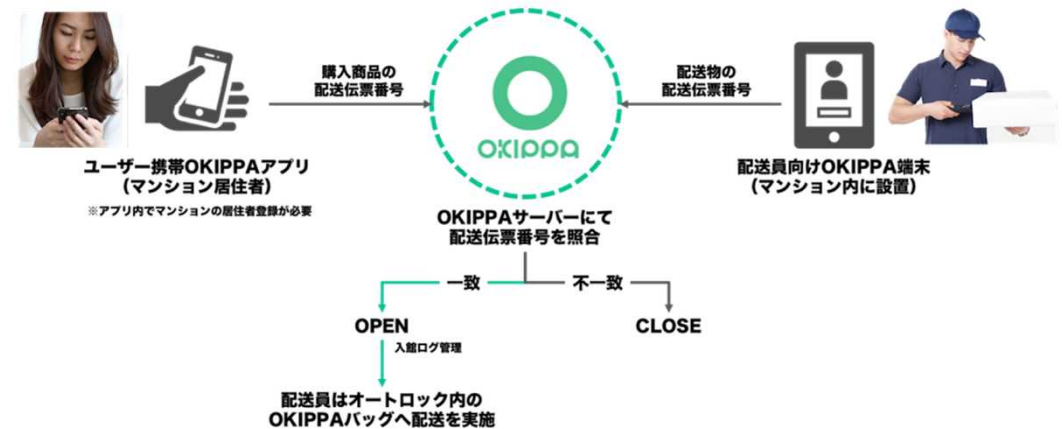 購入商品の
配送伝票番号
OKIPPA
配送物の
配送伝票番号
ユーザー携帯OKIPPAアプリ
（マンション居住者）
※アプリ内でマンションの居住者登録が必要
配送員向けOKIPPA端末
（マンション内に設置）
OKIPPAサーバーにて
配送伝票番号を照合
一致
不一致
OPEN
CLOSE
入館ログ管理
配送員はオートロック内の
OKIPPAバッグへ配送を実施